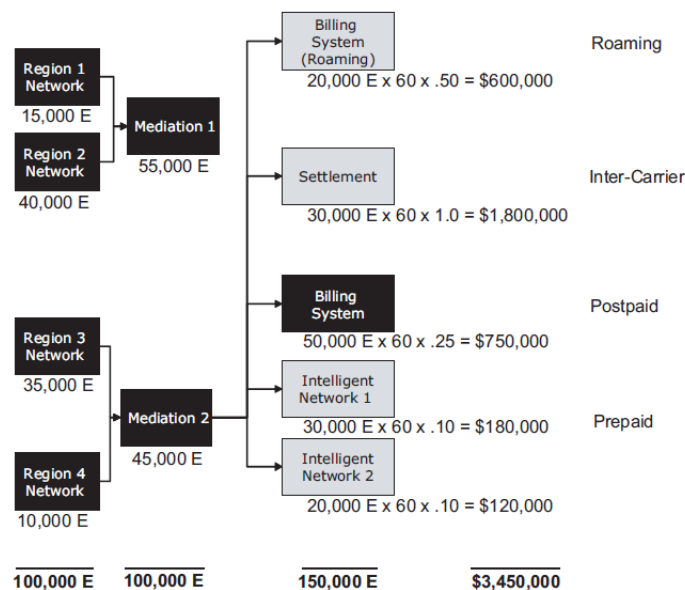 Region 1
Network
15,000 E
Region 2
Network
40,000 E
Mediation 1
55,000 E
Region 3
Network
35,000 E
Region 4
Network
10,000 E
Mediation 2
45,000 E
Billing
System
(Roaming)
20,000 E x 60 x .50 = $600,000
Roaming
Settlement
30,000 E x 60 x 1.0 = $1,800,000
Inter-Carrier
Billing
System
50,000 E x 60 x .25 = $750,000
Postpaid
Intelligent
Network 1
30,000 E x 60 x .10 = $180,000
Prepaid
Intelligent
Network 2
20,000 E x 60 x .10 = $120,000
100,000 E 100,000 E 150,000 E $3,450,000